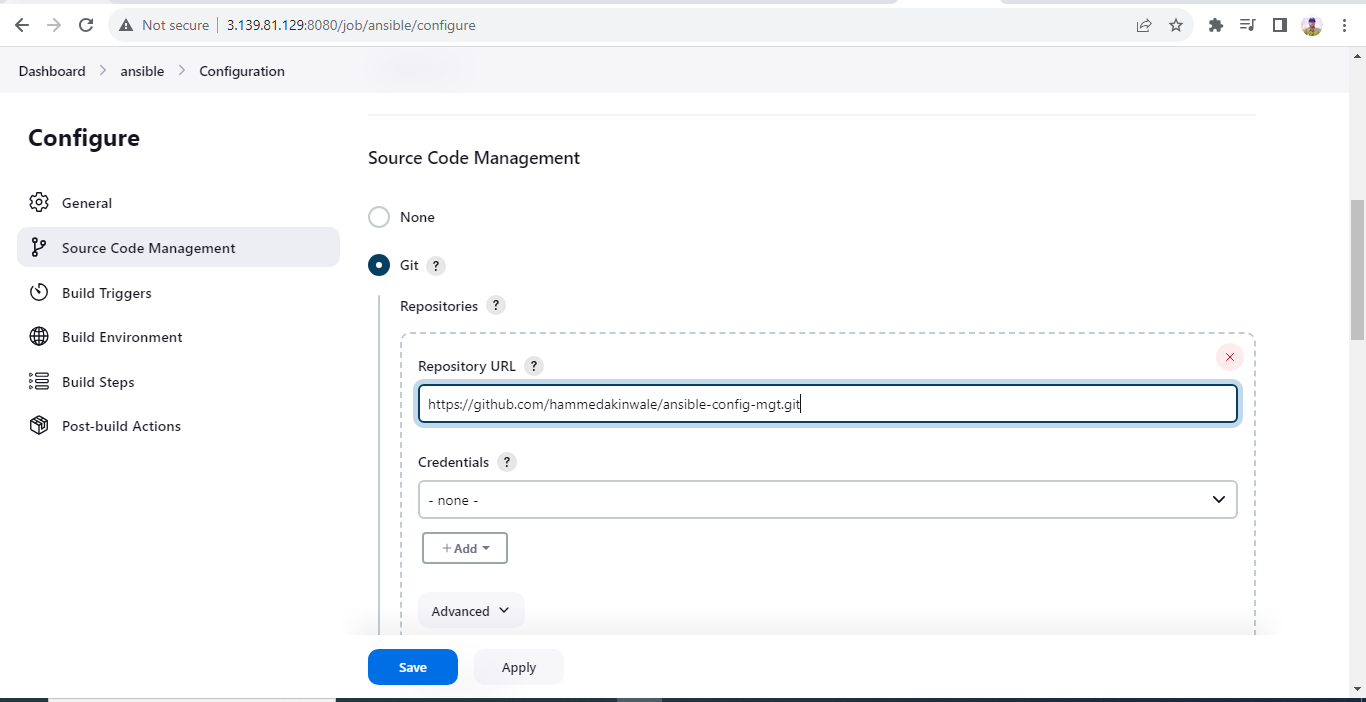 Not secure | 3.139.81.129:8080/job/ansible/configure
Dashboard > ansible > Configuration
Configure
General
Source Code Management
Build Triggers
Build Environment
Build Steps
Post-build Actions
Source Code Management
None
Git ?
Repositories ?
Repository URL ?
https://github.com/hammedakinwale/ansible-config-mgt.git
Credentials ?
- none -
+ Add
Advanced
Save Apply